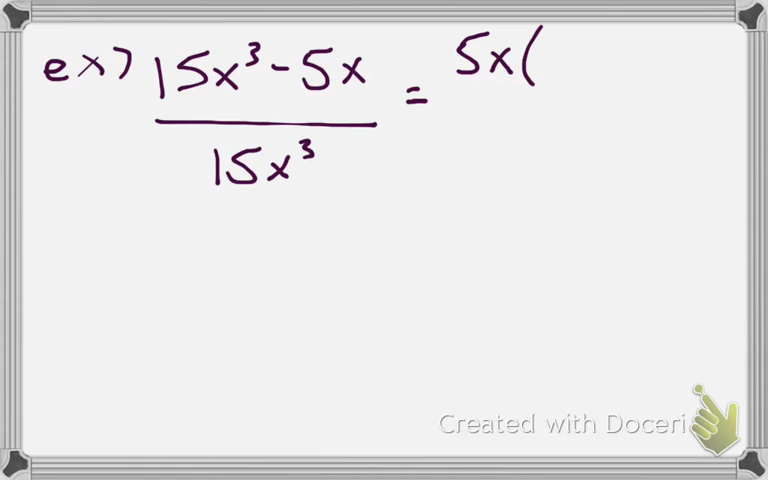 ex) 15x³-5x = 5x(
15x³
Created with Doceri